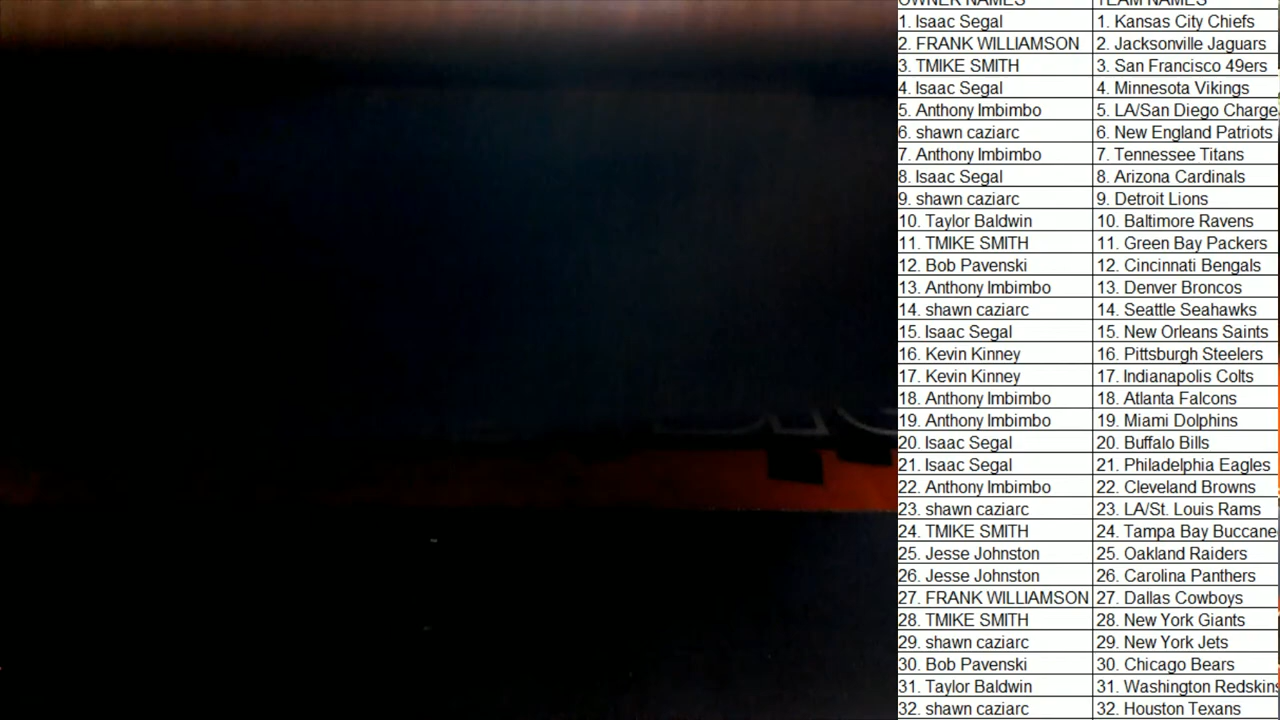 OWNER NAMES TEAM NAMES
1. Isaac Segal 1. Kansas City Chiefs
2. FRANK WILLIAMSON 2. Jacksonville Jaguars
3. TMIKE SMITH 3. San Francisco 49ers
4. Isaac Segal 4. Minnesota Vikings
5. Anthony Imbimbo 5. LA/San Diego Charge
6. shawn caziarc 6. New England Patriots
7. Anthony Imbimbo 7. Tennessee Titans
8. Isaac Segal 8. Arizona Cardinals
9. shawn caziarc 9. Detroit Lions
10. Taylor Baldwin 10. Baltimore Ravens
11. TMIKE SMITH 11. Green Bay Packers
12. Bob Pavenski 12. Cincinnati Bengals
13. Anthony Imbimbo 13. Denver Broncos
14. shawn caziarc 14. Seattle Seahawks
15. Isaac Segal 15. New Orleans Saints
16. Kevin Kinney 16. Pittsburgh Steelers
17. Kevin Kinney 17. Indianapolis Colts
18. Anthony Imbimbo 18. Atlanta Falcons
19. Anthony Imbimbo 19. Miami Dolphins
20. Isaac Segal 20. Buffalo Bills
21. Isaac Segal 21. Philadelphia Eagles
22. Anthony Imbimbo 22. Cleveland Browns
23. shawn caziarc 23. LA/St. Louis Rams
24. TMIKE SMITH 24. Tampa Bay Buccane
25. Jesse Johnston 25. Oakland Raiders
26. Jesse Johnston 26. Carolina Panthers
27. FRANK WILLIAMSON 27. Dallas Cowboys
28. TMIKE SMITH 28. New York Giants
29. shawn caziarc 29. New York Jets
30. Bob Pavenski 30. Chicago Bears
31. Taylor Baldwin 31. Washington Redskins
32. shawn caziarc 32. Houston Texans